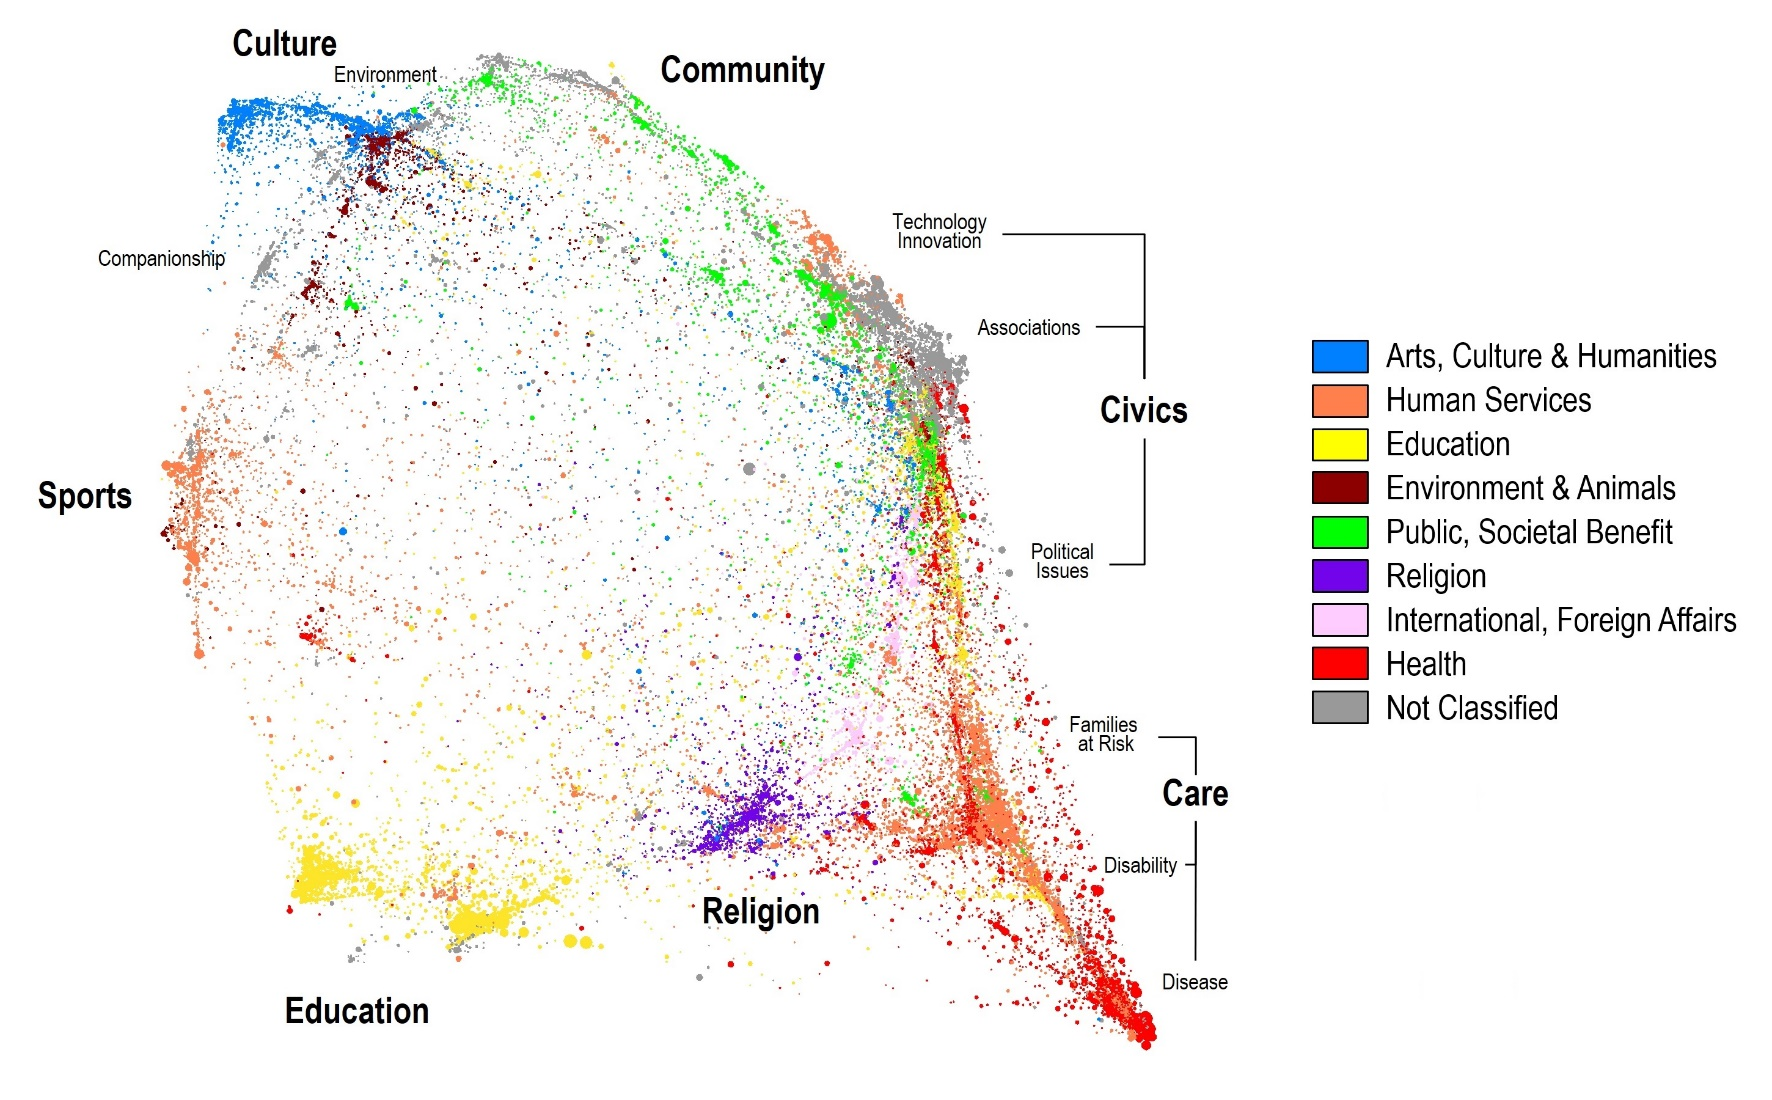 Culture
Environment
Community
Technology
Innovation
Companionship
Associations
Civics
Sports
Political
Issues
Families
at Risk
Care
Disability
Religion
Disease
Education
Arts, Culture & Humanities
Human Services
Education
Environment & Animals
Public, Societal Benefit
Religion
International, Foreign Affairs
Health
Not Classified